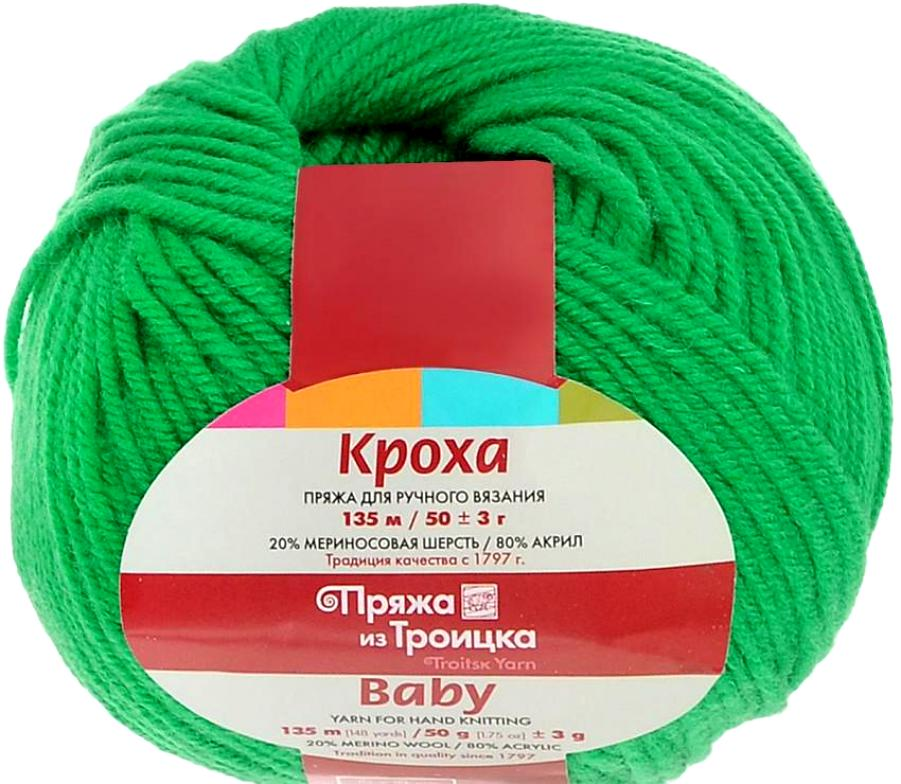 Кроха
ПРЯЖА ДЛЯ РУЧНОГО ВЯЗАНИЯ
135 м / 50 ± 3 г
20% МЕРИНОСОВАЯ ШЕРСТЬ / 80% АКРИЛ
Традиция качества с 1797 г.
Пряжа
из Троицка
Troitsk Yarn
Baby
YARN FOR HAND KNITTING
135 m [148 yards] / 50 g [1.75 oz] ± 3 g
20% MERINO WOOL / 80% ACRYLIC
Tradition in quality since 1797